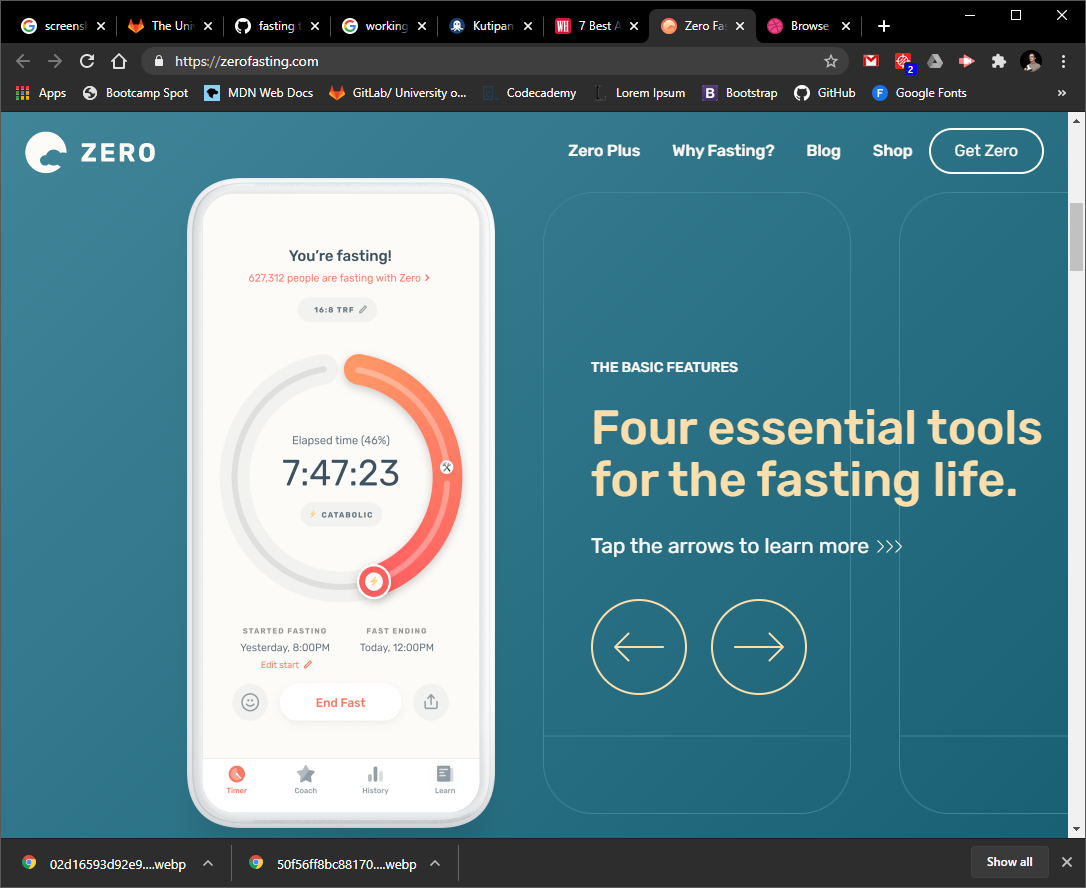 screensh
The Uni
fasting t
working
Kutipan
WH
7 Best A
Zero Fas
Browse
https://zerofasting.com
2
Apps
Bootcamp Spot
MDN Web Docs
GitLab/ University o...
Codecademy
Lorem Ipsum
B
Bootstrap
GitHub
F
Google Fonts
»
ZERO
Zero Plus
Why Fasting?
Blog
Shop
Get Zero
You're fasting!
627,312 people are fasting with Zero >
16:8 TRF
Elapsed time (46%)
7:47:23
CATABOLIC
STARTED FASTING
FAST ENDING
Yesterday, 8:00PM
Today, 12:00PM
Edit start
End Fast
Timer
Coach
History
Learn
THE BASIC FEATURES
Four essential tools
for the fasting life.
Tap the arrows to learn more >>>
02d16593d92e9....webp
50f56ff8bc88170....webp
Show all